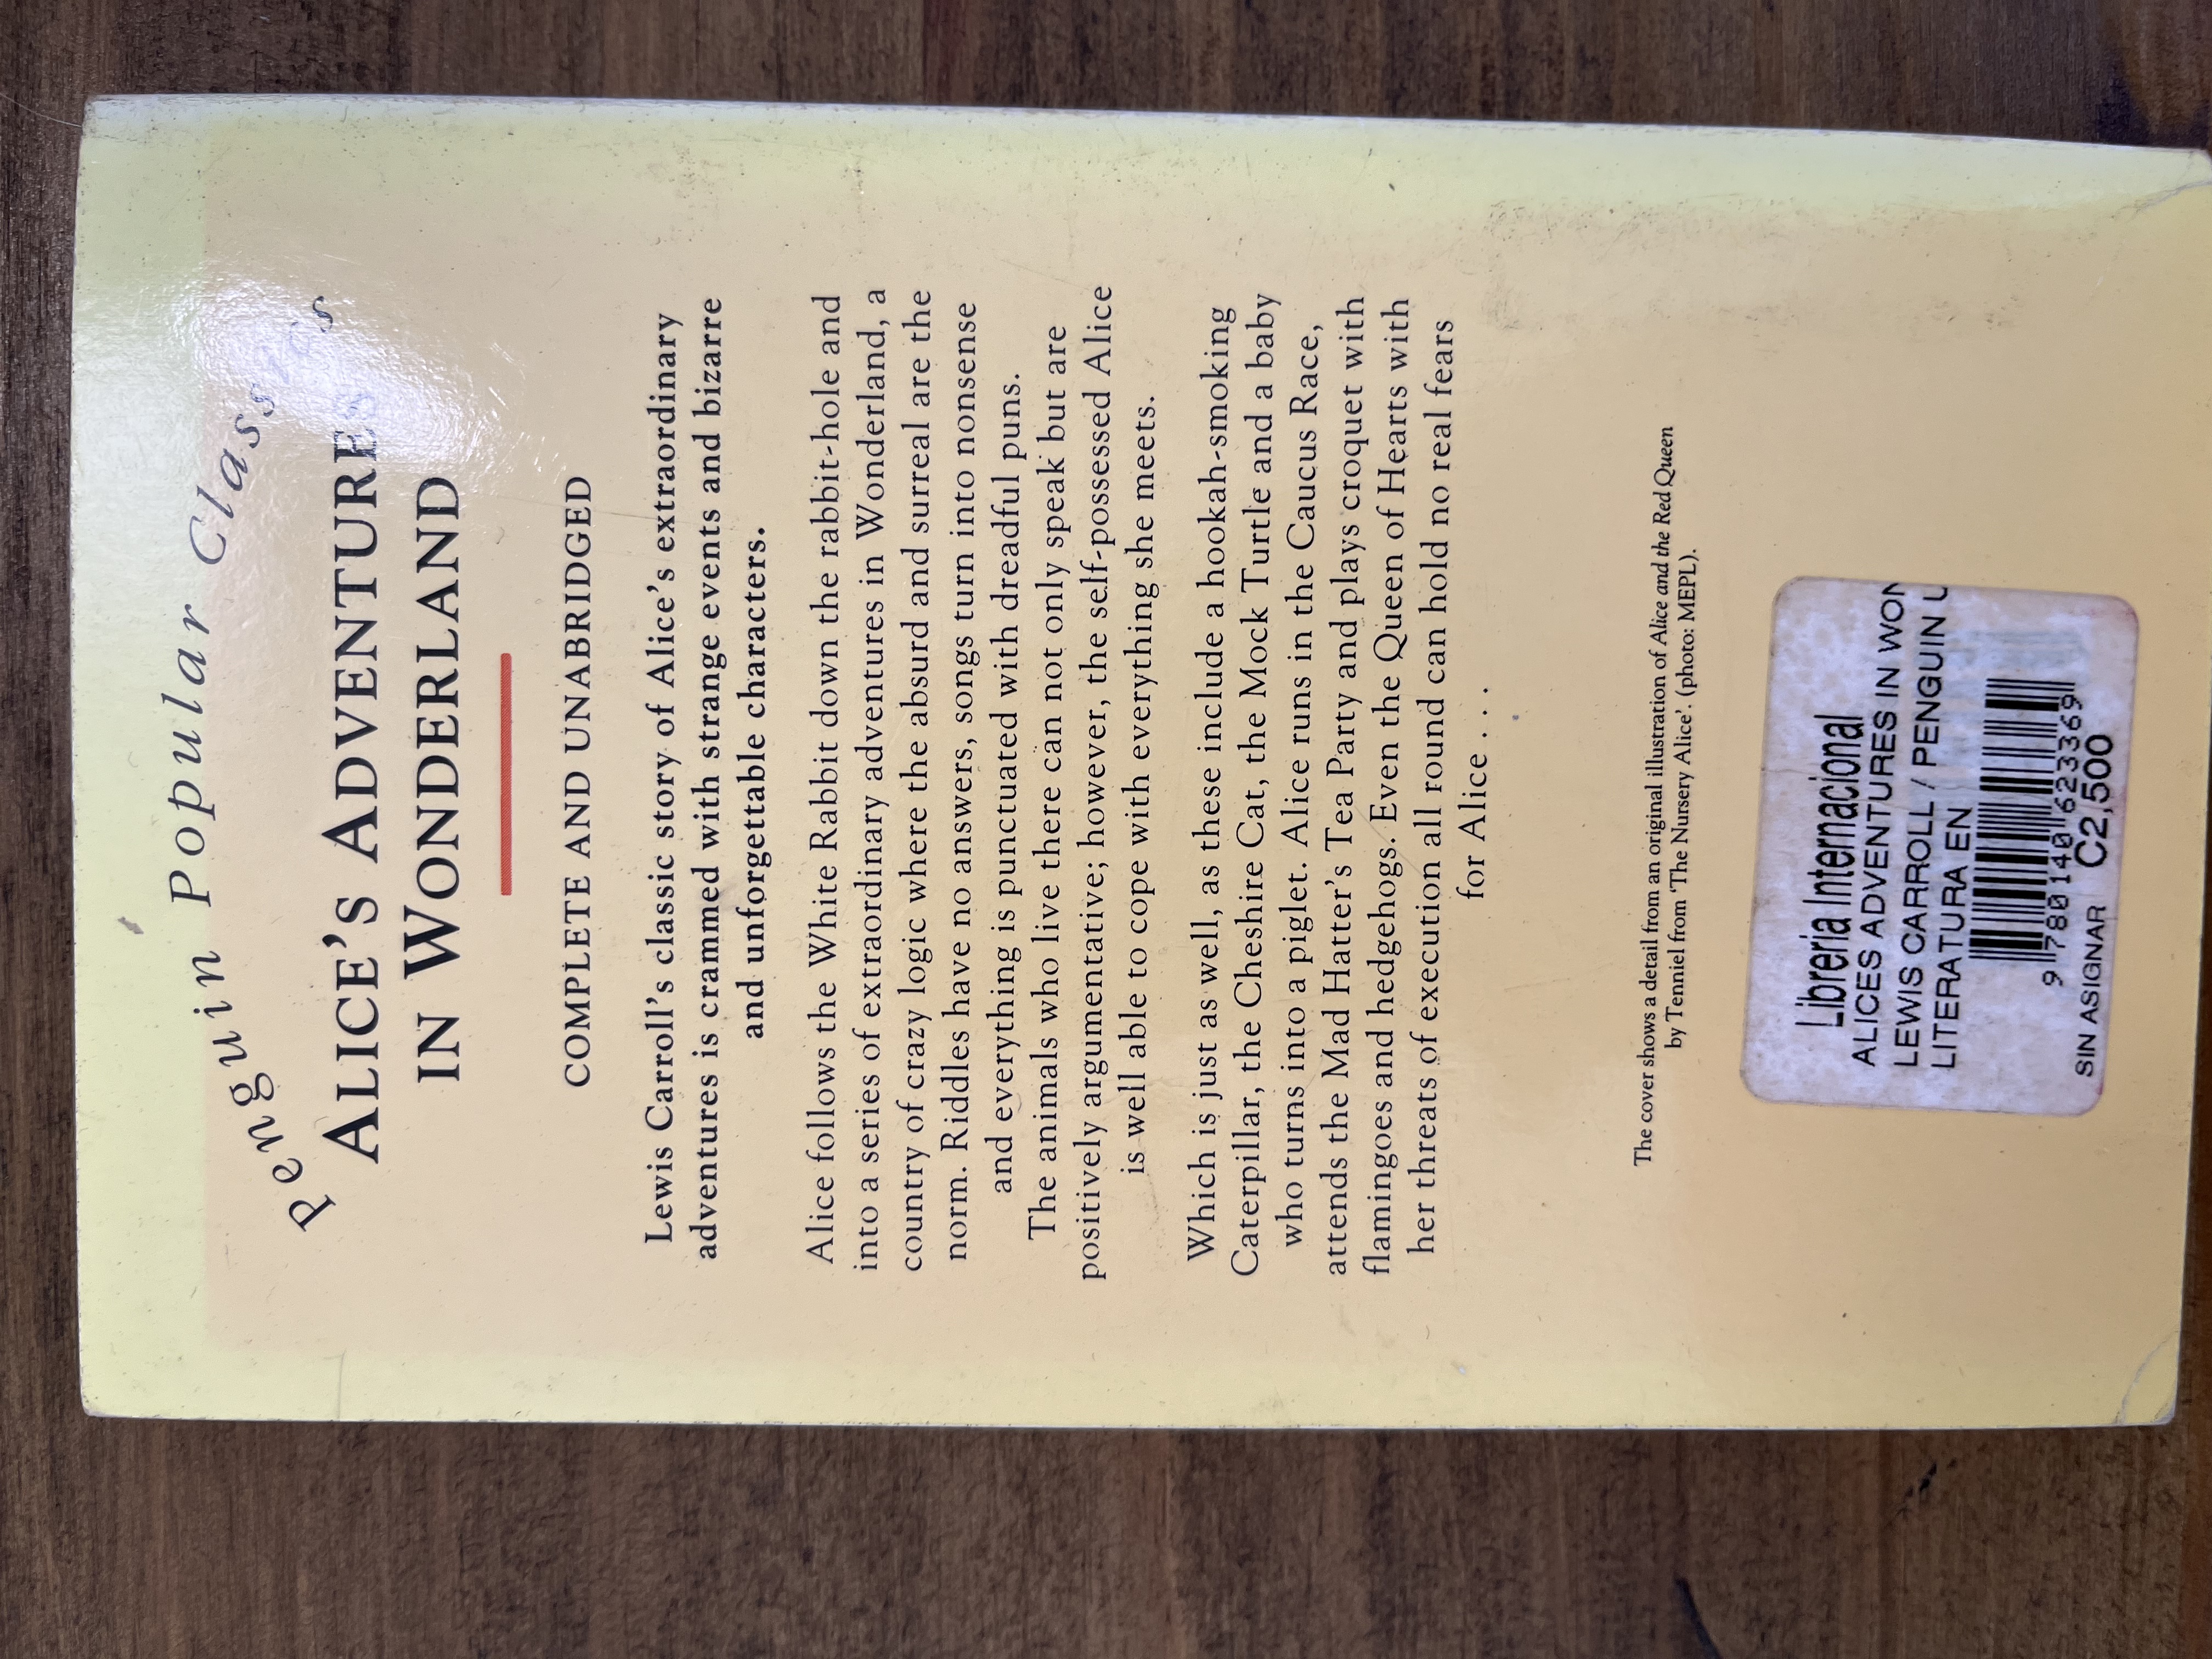 Penguin Popular Classics
ALICE'S ADVENTURES
IN WONDERLAND
COMPLETE AND UNABRIDGED
Lewis Carroll's classic story of Alice's extraordinary
adventures is crammed with strange events and bizarre
and unforgettable characters.
Alice follows the White Rabbit down the rabbit-hole and
into a series of extraordinary adventures in Wonderland, a
country of crazy logic where the absurd and surreal are the
norm. Riddles have no answers, songs turn into nonsense
and everything is punctuated with dreadful puns.
The animals who live there can not only speak but are
positively argumentative; however, the self-possessed Alice
is well able to cope with everything she meets.
Which is just as well, as these include a hookah-smoking
Caterpillar, the Cheshire Cat, the Mock Turtle and a baby
who turns into a piglet. Alice runs in the Caucus Race,
attends the Mad Hatter's Tea Party and plays croquet with
flamingoes and hedgehogs. Even the Queen of Hearts with
her threats of execution all round can hold no real fears
for Alice . . .
The cover shows a detail from an original illustration of Alice and the Red Queen
by Tenniel from 'The Nursery Alice'. (photo: MEPL).
Libreria Internacional
ALICES ADVENTURES IN WON
LEWIS CARROLL / PENGUIN L
LITERATURA EN
9 780140 623369
SIN ASIGNAR C2,500